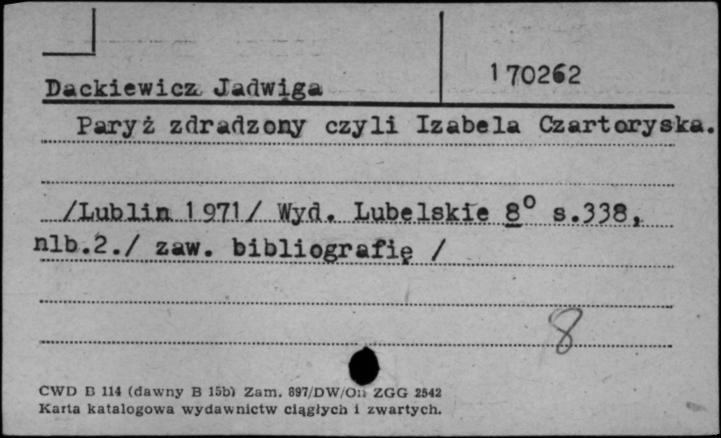 170262
Dackiewicz Jadwiga
Paryż zdradzony czyli Izabela Czartoryska.
/Lublin 1971/ Wyd. Lubelskie 8° s.338,
nlb.2./ zaw. bibliografię /
8
CWD B 114 (dawny B 15b) Zam. 897/DW/On ZGG 2542
Karta katalogowa wydawnictw ciągłych i zwartych.